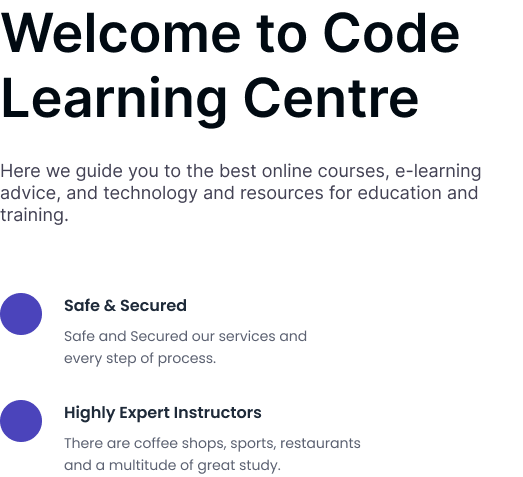 Welcome to Code
Learning Centre
Here we guide you to the best online courses, e-learning
advice, and technology and resources for education and
training.
Safe & Secured
Safe and Secured our services and
every step of process.
Highly Expert Instructors
There are coffee shops, sports, restaurants
and a multitude of great study.